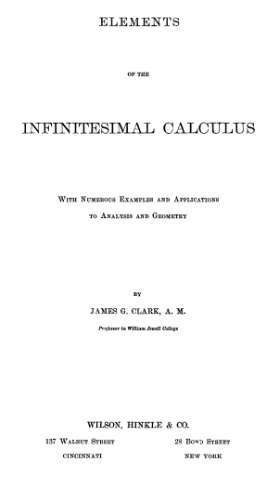 ELEMENTS
OF THE
INFINITESIMAL CALCULUS
WITH NUMEROUS EXAMPLES AND APPLICATIONS
TO ANALYSIS AND GEOMETRY
BY
JAMES G. CLARK, A. M.
Professor in William Jewell College
WILSON, HINKLE & CO.
137 WALNUT STREET 28 BOND STREET
CINCINNATI NEW YORK